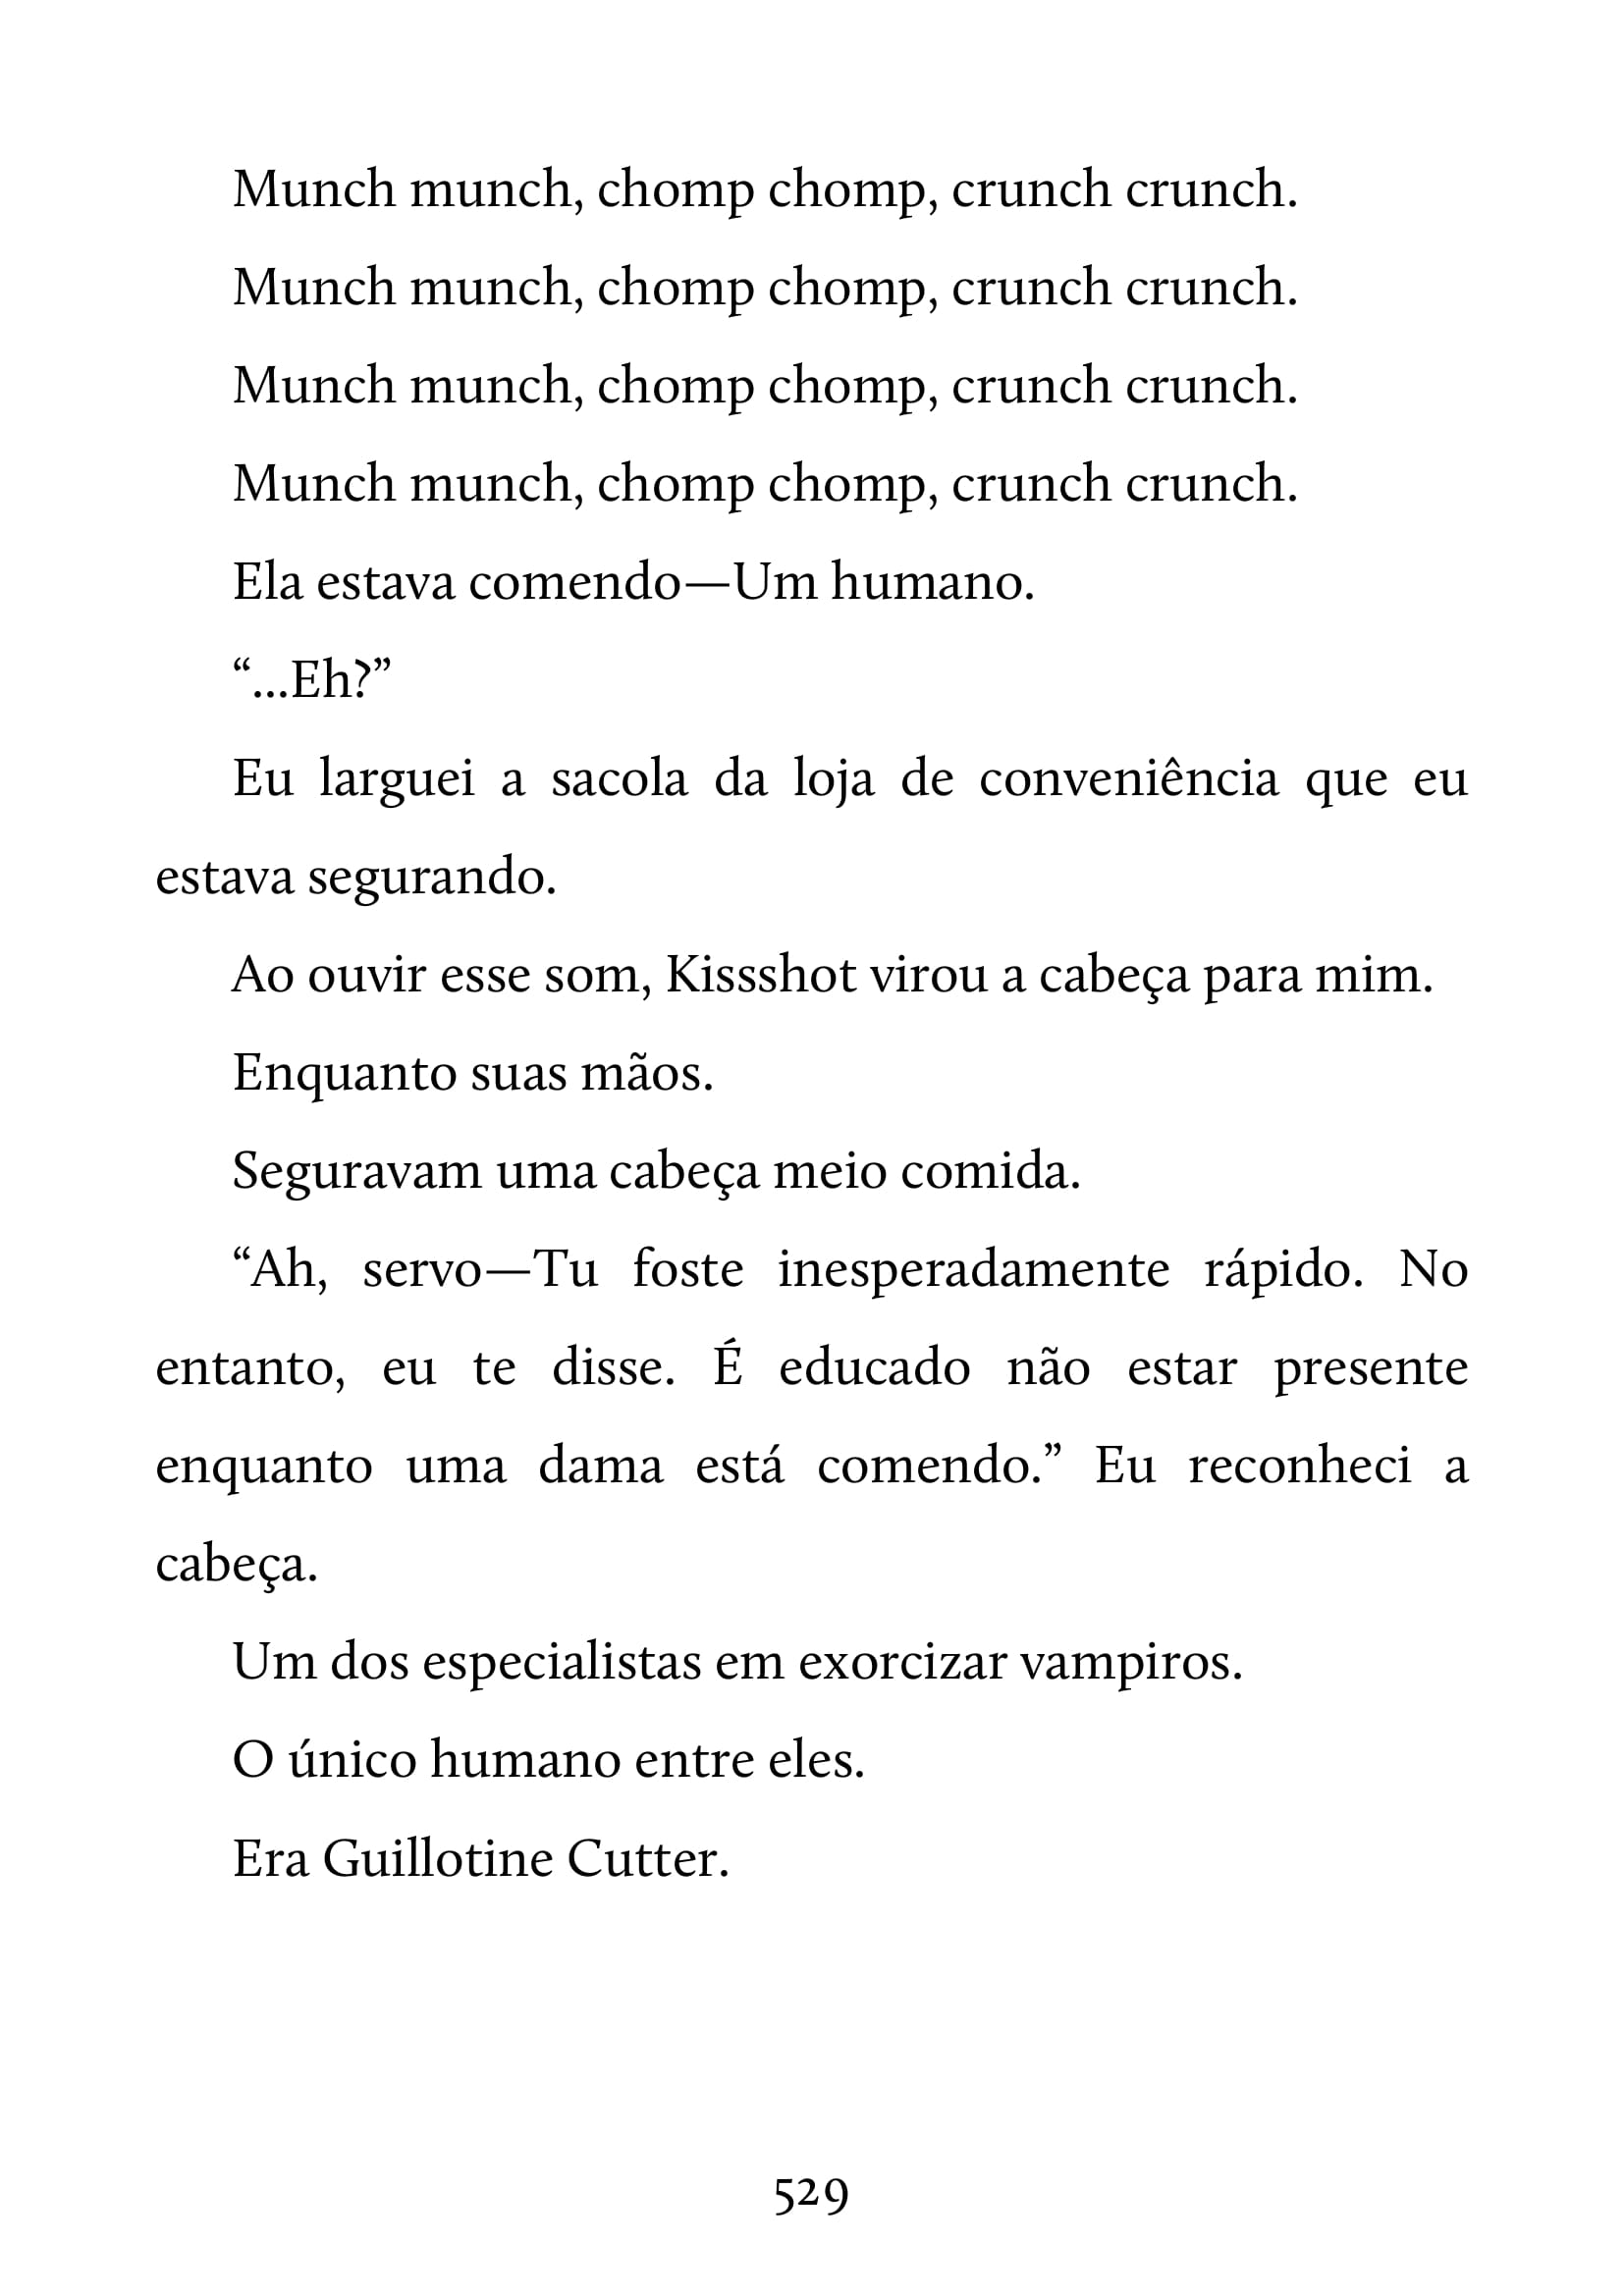 Munch munch, chomp chomp, crunch crunch.
Munch munch, chomp chomp, crunch crunch.
Munch munch, chomp chomp, crunch crunch.
Munch munch, chomp chomp, crunch crunch.
Ela estava comendo—Um humano.
“...Eh?”
Eu larguei a sacola da loja de conveniência que eu
estava segurando.
Ao ouvir esse som, Kissshot virou a cabeça para mim.
Enquanto suas mãos.
Seguravam uma cabeça meio comida.
“Ah, servo—Tu foste inesperadamente rápido. No
entanto, eu te disse. É educado não estar presente
enquanto uma dama está comendo.” Eu reconheci a
cabeça.
Um dos especialistas em exorcizar vampiros.
O único humano entre eles.
Era Guillotine Cutter.
529